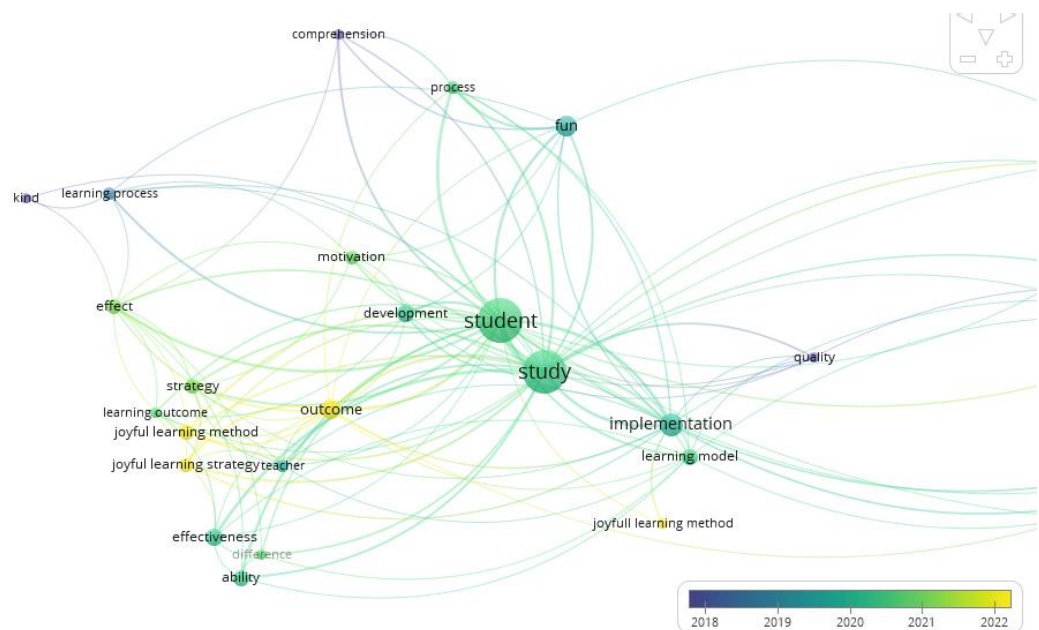 comprehension
process
fun
kind
learning process
motivation
effect
development
student
quality
study
strategy
outcome
learning outcome
implementation
joyful learning method
learning model
joyful learning strategy
teacher
joyfull learning method
effectiveness
difference
ability
2018 2019 2020 2021 2022